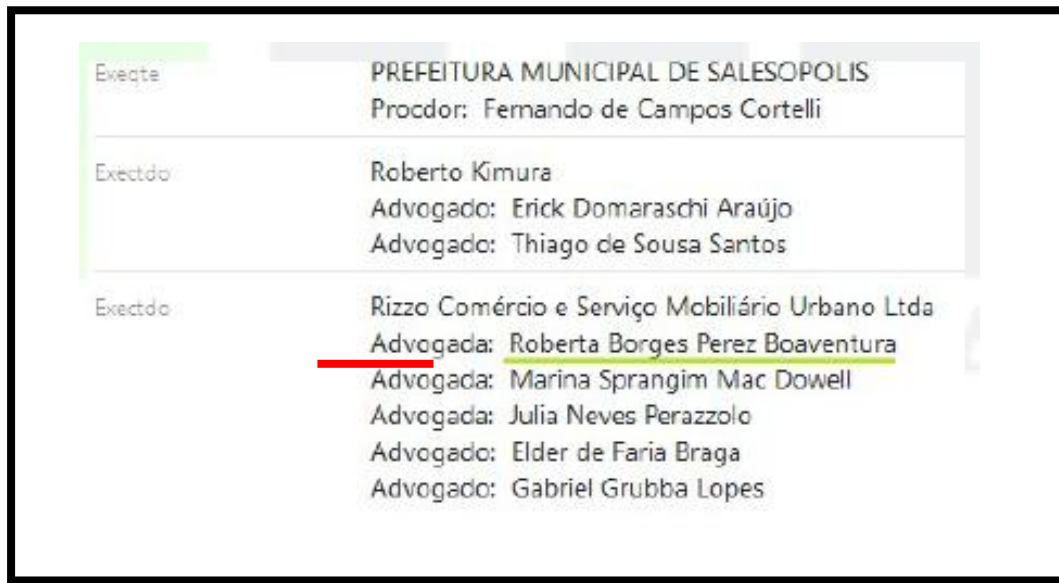 Exeqte PREFEITURA MUNICIPAL DE SALESOPOLIS
Procdor: Fernando de Campos Cortelli
Exectdo Roberto Kimura
Advogado: Erick Domaraschi Araújo
Advogado: Thiago de Sousa Santos
Exectdo Rizzo Comércio e Serviço Mobiliário Urbano Ltda
Advogada: Roberta Borges Perez Boaventura
Advogada: Marina Sprangim Mac Dowell
Advogada: Julia Neves Perazzolo
Advogado: Elder de Faria Braga
Advogado: Gabriel Grubba Lopes